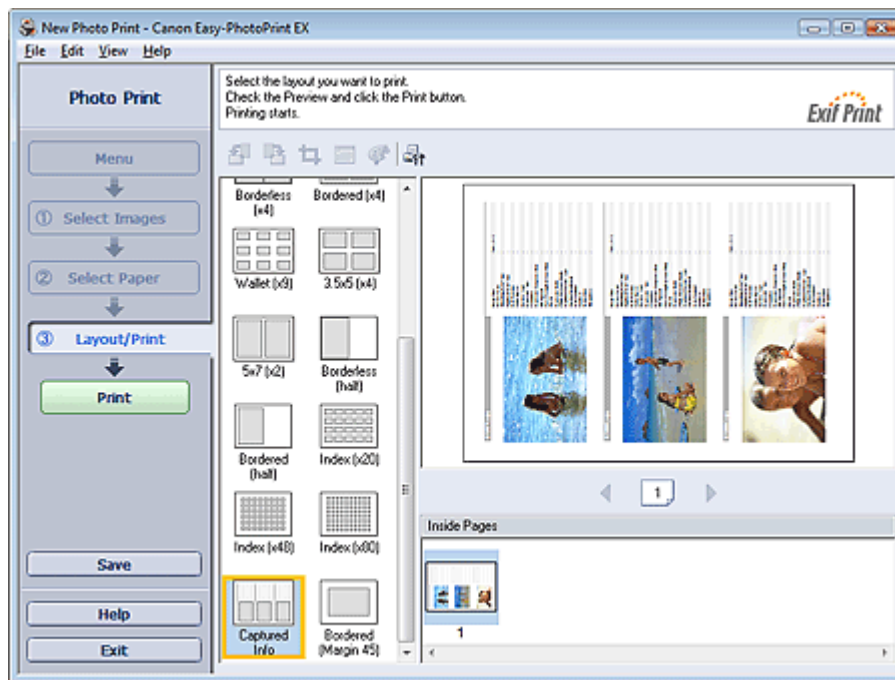 New Photo Print - Canon Easy-PhotoPrint EX
File Edit View Help
Photo Print
Select the layout you want to print.
Check the Preview and click the Print button.
Printing starts.
Exif Print
Menu
① Select Images
② Select Paper
③ Layout/Print
Print
Save
Help
Exit
Borderless (x4)
Bordered (x4)
Wallet (x9)
3.5x5 (x4)
5x7 (x2)
Borderless (half)
Bordered (half)
Index (x20)
Index (x48)
Index (x80)
Captured Info
Bordered (Margin 45)
1
Inside Pages
1